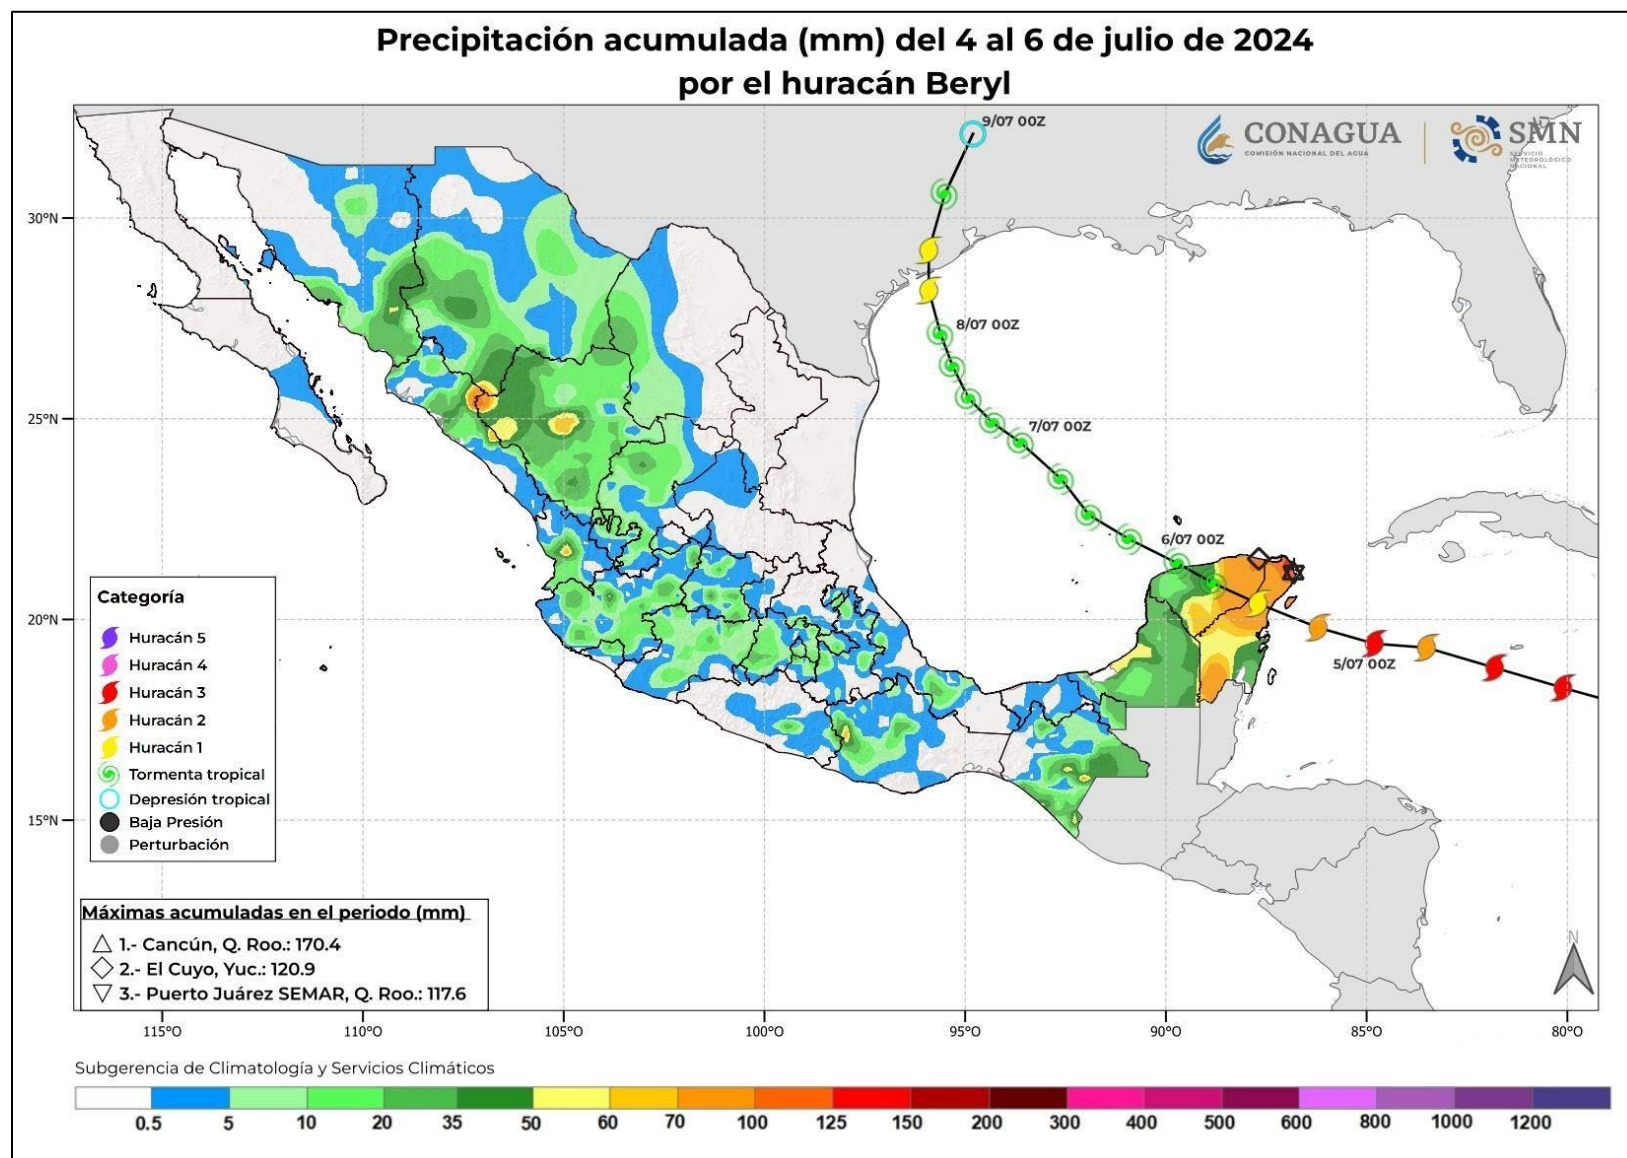 Precipitación acumulada (mm) del 4 al 6 de julio de 2024
por el huracán Beryl
9/07 00Z
CONAGUA
COMISIÓN NACIONAL DEL AGUA
SMN
SERVICIO
METEOROLÓGICO
NACIONAL
30°N
8/07 00Z
25°N
7/07 00Z
6/07 00Z
20°N
5/07 00Z
15°N
Categoría
Huracán 5
Huracán 4
Huracán 3
Huracán 2
Huracán 1
Tormenta tropical
Depresión tropical
Baja Presión
Perturbación
Máximas acumuladas en el periodo (mm)
1.- Cancún, Q. Roo.: 170.4
2.- El Cuyo, Yuc.: 120.9
3.- Puerto Juárez SEMAR, Q. Roo.: 117.6
N
115°O 110°O 105°O 100°O 95°O 90°O 85°O 80°O
Subgerencia de Climatología y Servicios Climáticos
0.5 5 10 20 35 50 60 70 100 125 150 200 300 400 500 600 800 1000 1200